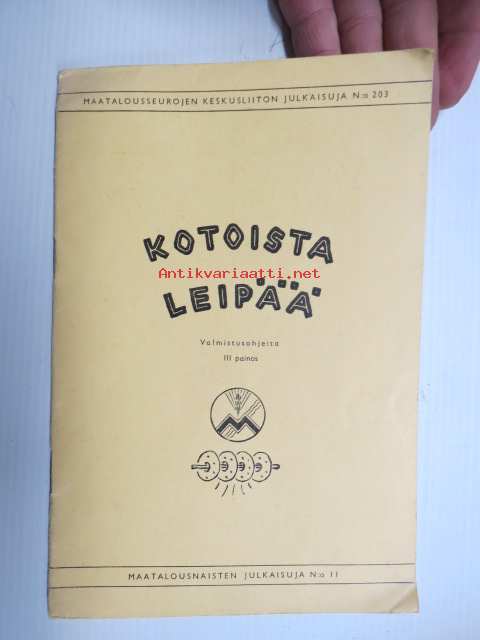 MAATALOUSSEUROJEN KESKUSLIITON JULKAISUJA N:o 203
KOTOISTA
Antikvariaatti.net
LEIPÄÄ
Valmistusohjeita
III painos
MAATALOUSNAISTEN JULKAISUJA N:o 11